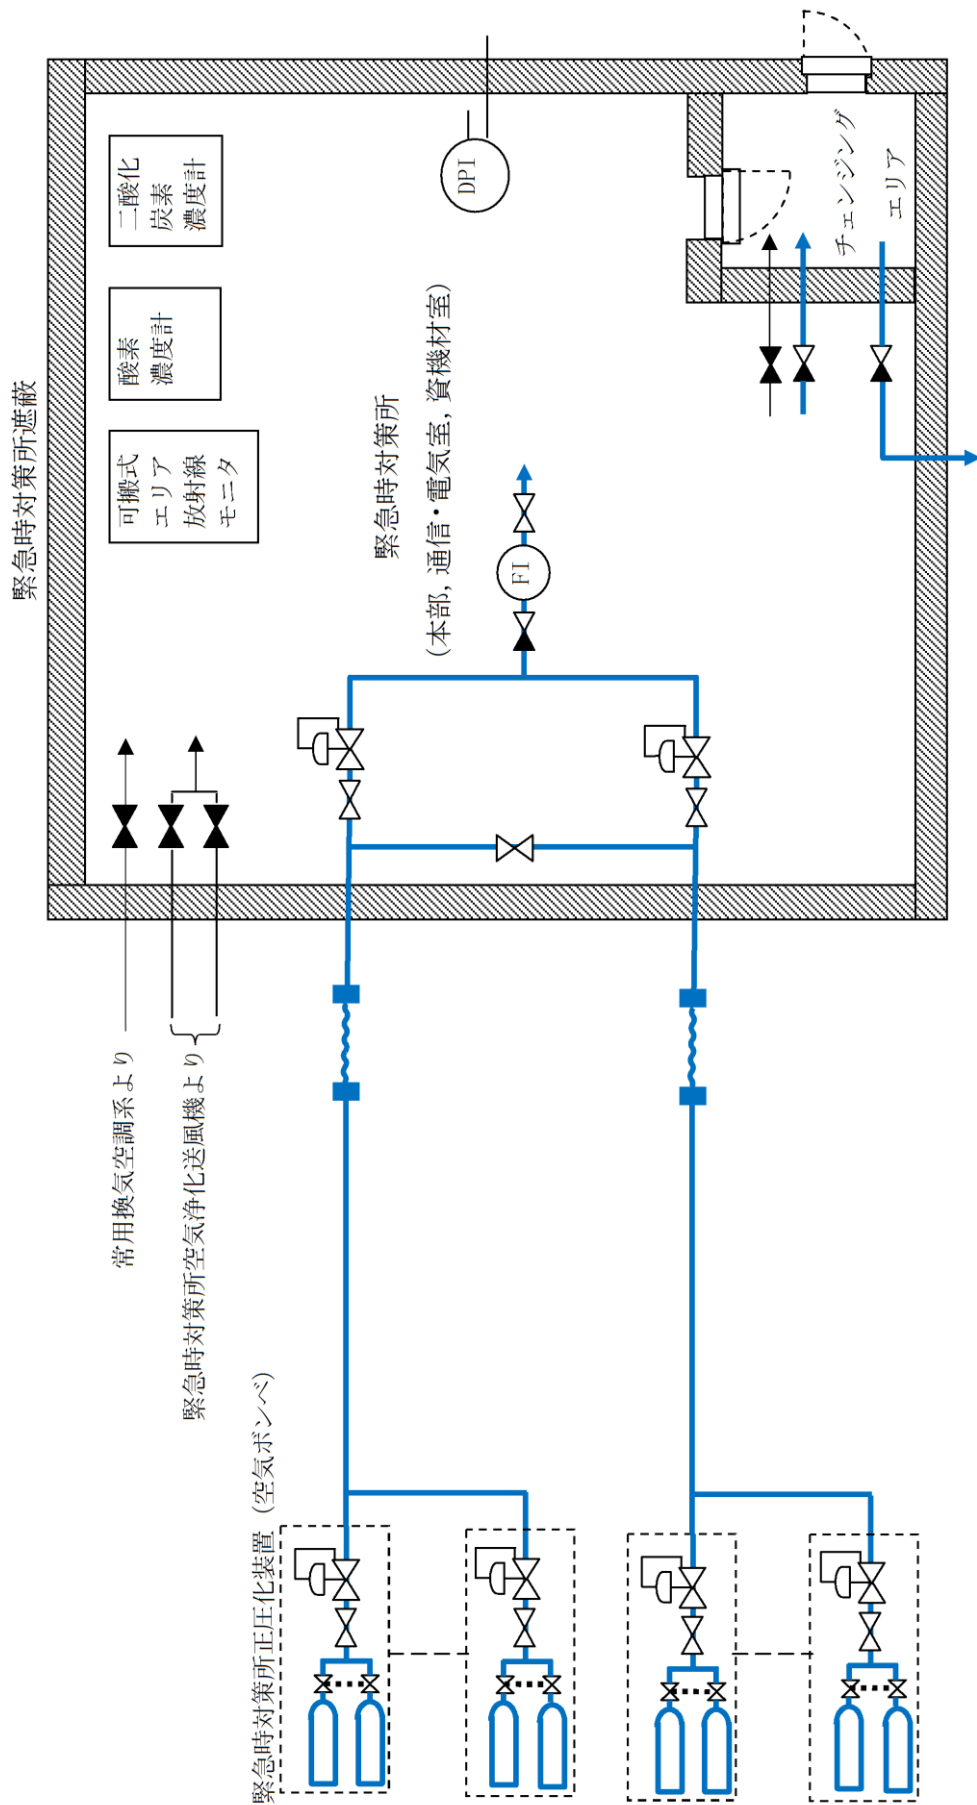 緊急時対策所遮蔽
可搬式
エリア
放射線
モニタ
酸素
濃度計
二酸化
炭素
濃度計
常用換気空調系より
緊急時対策所空気浄化送風機より
緊急時対策所正圧化装置(空気ボンベ)
緊急時対策所
(本部,通信・電気室,資機材室)
FI
DPI
チェンジング
エリア